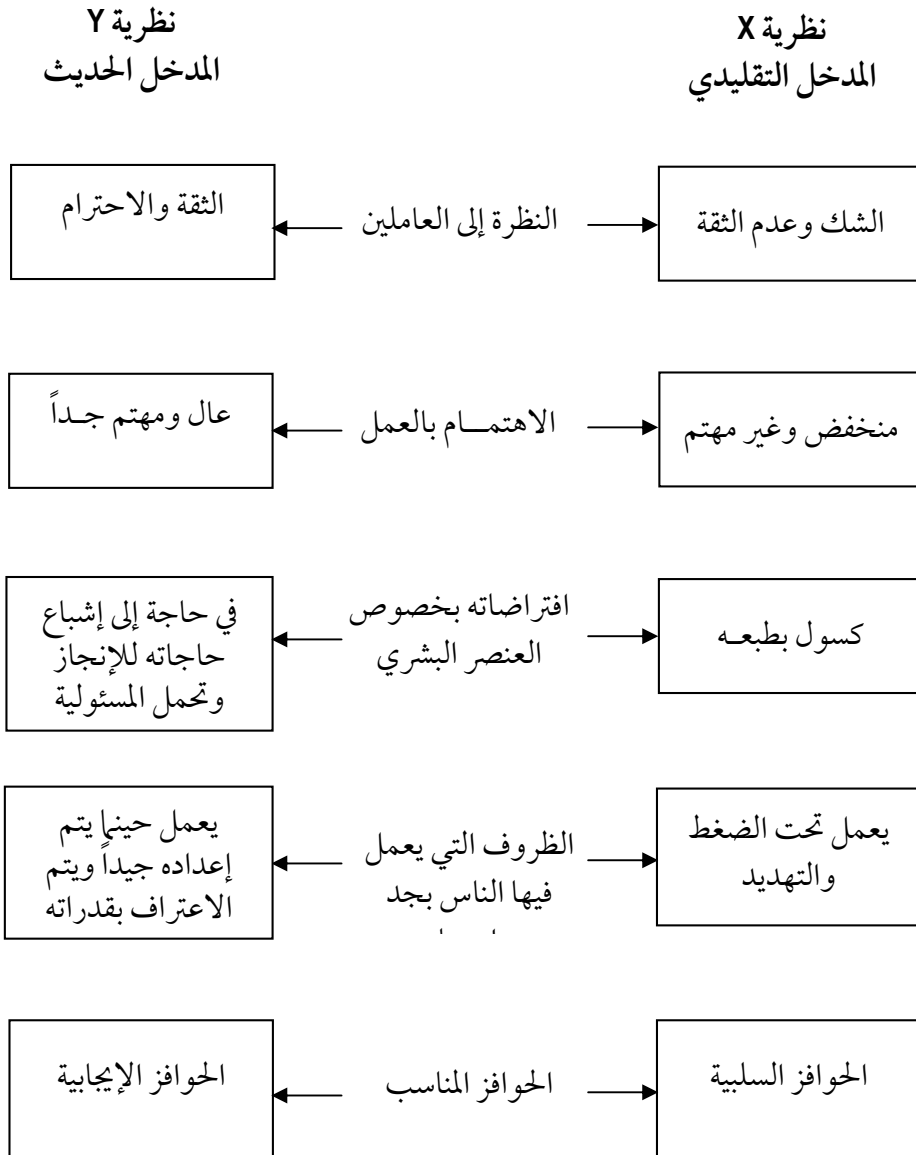 نظرية X
المدخل التقليدي
نظرية Y
المدخل الحديث
الشك وعدم الثقة
النظرة إلى العاملين
الثقة والاحترام
منخفض وغير مهتم
الاهتمـــام بالعمل
عال ومهتم جـداً
كسول بطبعـه
افتراضاته بخصوص
العنصر البشري
في حاجة إلى إشباع
حاجاته للإنجاز
وتحمل المسئولية
يعمل تحت الضغط
والتهديد
الظروف التي يعمل
فيها الناس بجد
يعمل حينما يتم
إعداده جيداً ويتم
الاعتراف بقدراته
الحوافز السلبية
الحوافز المناسب
الحوافز الإيجابية